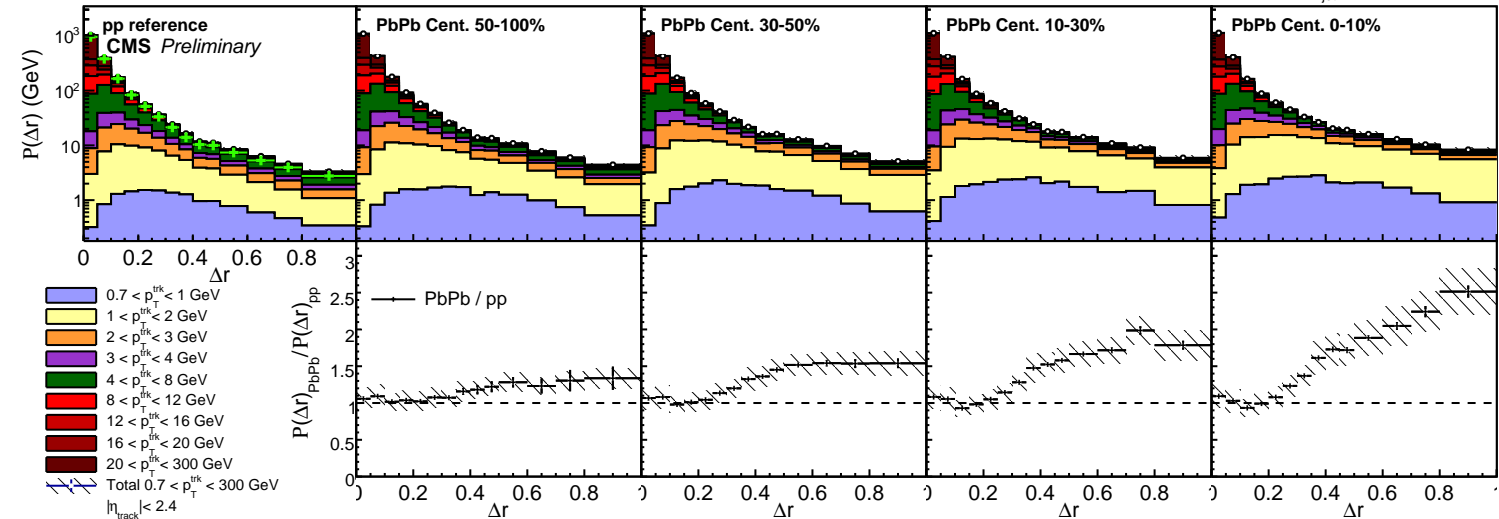 pp reference
CMS Preliminary
PbPb Cent. 50-100%
PbPb Cent. 30-50%
PbPb Cent. 10-30%
PbPb Cent. 0-10%
P(Δr) (GeV)
10³
10²
10
1
0 0.2 0.4 0.6 0.8
Δr
0.7 < p_T^trk < 1 GeV
1 < p_T^trk < 2 GeV
2 < p_T^trk < 3 GeV
3 < p_T^trk < 4 GeV
4 < p_T^trk < 8 GeV
8 < p_T^trk < 12 GeV
12 < p_T^trk < 16 GeV
16 < p_T^trk < 20 GeV
20 < p_T^trk < 300 GeV
Total 0.7 < p_T^trk < 300 GeV
|η_track| < 2.4
P(Δr)_PbPb/P(Δr)_pp
3
2.5
2
1.5
1
0.5
0
PbPb / pp
0.2 0.4 0.6 0.8
Δr
0.2 0.4 0.6 0.8
Δr
0.2 0.4 0.6 0.8
Δr
0.2 0.4 0.6 0.8 1
Δr